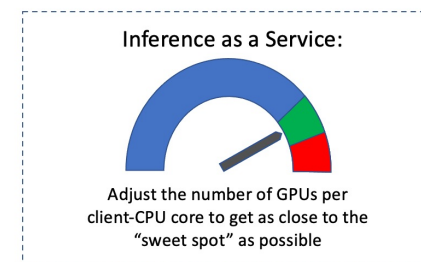 Inference as a Service:
Adjust the number of GPUs per
client-CPU core to get as close to the
“sweet spot” as possible